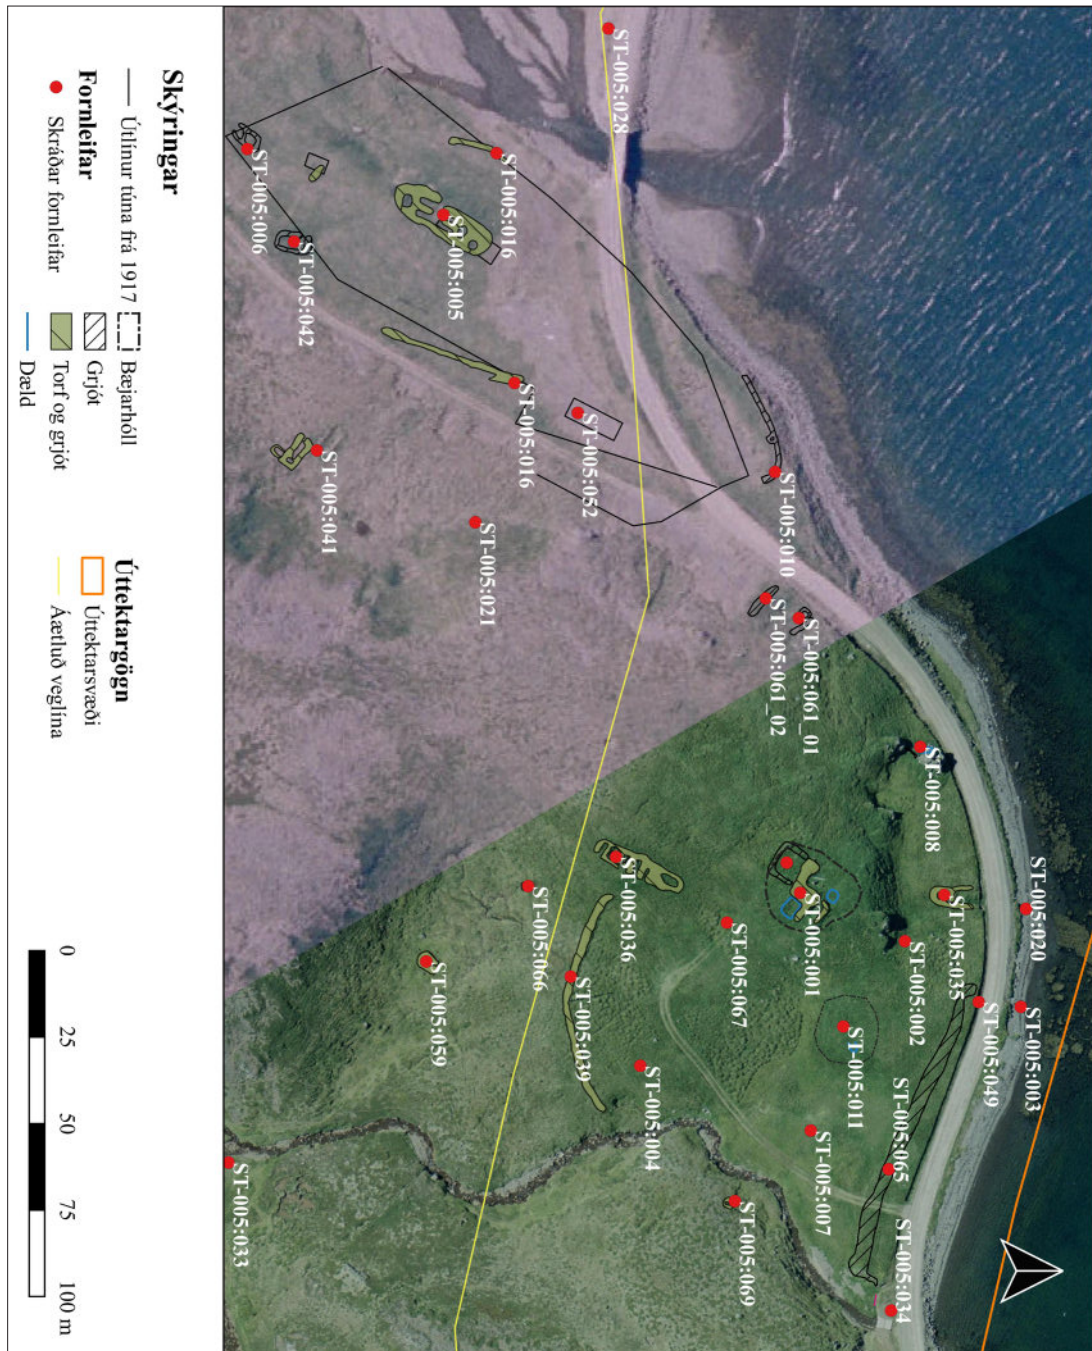 ST-005:028
ST-005:016
ST-005:006
ST-005:005
ST-005:042
ST-005:016
ST-005:052
ST-005:010
ST-005:041
ST-005:021
ST-005:061_01
ST-005:061_02
ST-005:008
ST-005:020
ST-005:035
ST-005:036
ST-005:001
ST-005:066
ST-005:067
ST-005:002
ST-005:059
ST-005:039
ST-005:049
ST-005:003
ST-005:011
ST-005:004
ST-005:007
ST-005:065
ST-005:033
ST-005:069
ST-005:034
Skýringar
Útlínur túna frá 1917
Bæjarhóll
Fornleifar
Skráðar fornleifar
Grjót
Torf og grjót
Dæld
Úttektargögn
Úttektarsvæði
Áætluð veglína
0 25 50 75 100 m